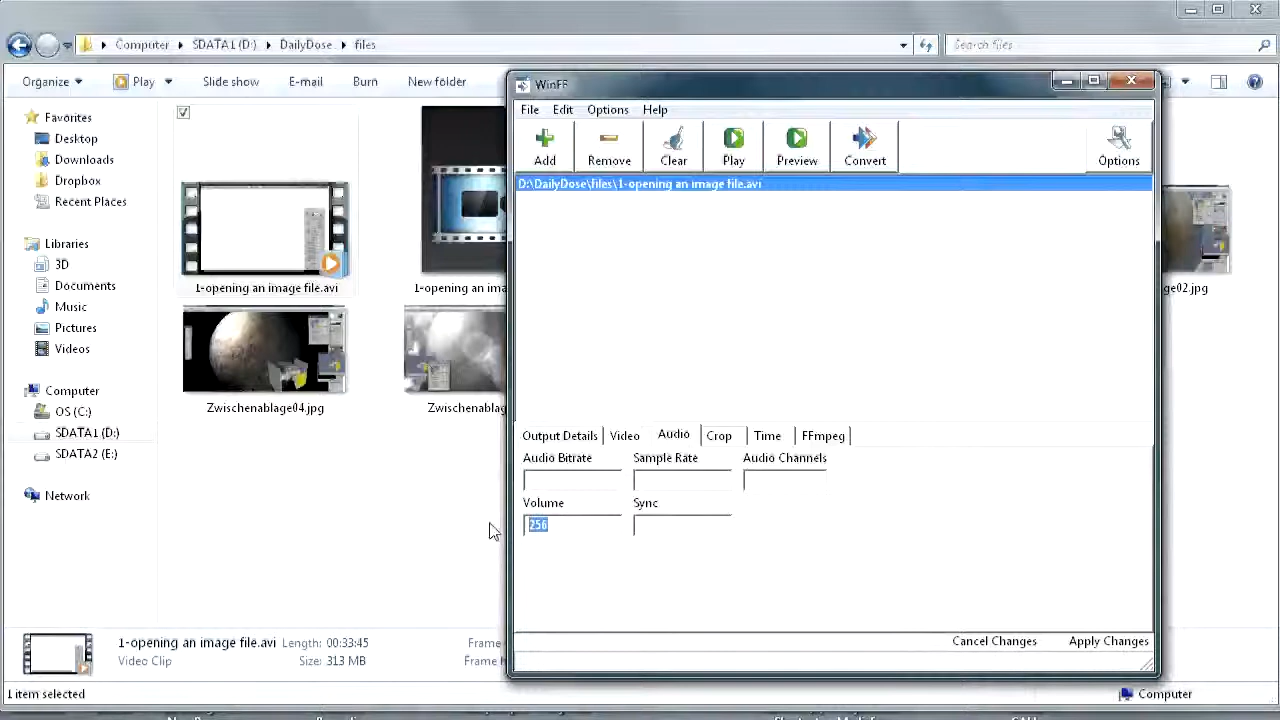 Computer SDATA1 (D:) DailyDose files
Search files
Organize Play Slide show E-mail Burn New folder
Favorites
Desktop
Downloads
Dropbox
Recent Places
Libraries
3D
Documents
Music
Pictures
Videos
Computer
OS (C:)
SDATA1 (D:)
SDATA2 (E:)
Network
1-opening an image file.avi
1-opening an ima
ge02.jpg
Zwischenablage04.jpg
Zwischenablag
WinFF
File Edit Options Help
Add Remove Clear Play Preview Convert Options
D:\DailyDose\files\1-opening an image file.avi
Output Details Video Audio Crop Time FFmpeg
Audio Bitrate Sample Rate Audio Channels
Volume Sync
256
Cancel Changes Apply Changes
1-opening an image file.avi Length: 00:33:45 Frame
Video Clip Size: 313 MB Frame h
1 item selected
Computer